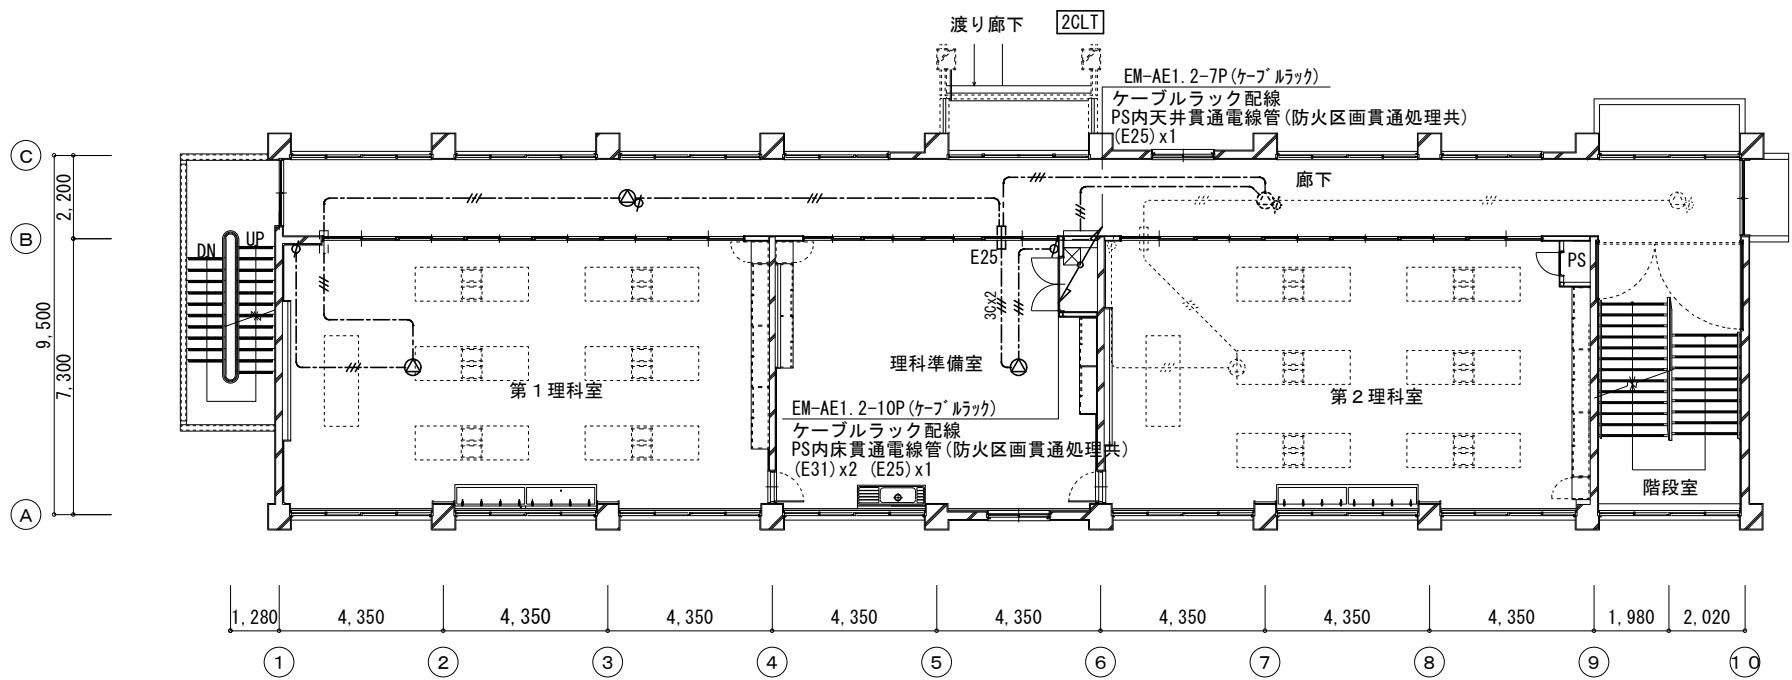 渡り廊下
2CLT
EM-AE1.2-7P(ケーブルラック)
ケーブルラック配線
PS内天井貫通電線管(防火区画貫通処理共)
(E25)x1
C
2,200
廊下
B
DN
UP
E25
PS
9,500
7,300
3Cx2
理科準備室
第1理科室
第2理科室
EM-AE1.2-10P(ケーブルラック)
ケーブルラック配線
PS内床貫通電線管(防火区画貫通処理共)
(E31)x2 (E25)x1
階段室
A
1,280 4,350 4,350 4,350 4,350 4,350 4,350 4,350 4,350 1,980 2,020
1 2 3 4 5 6 7 8 9 10